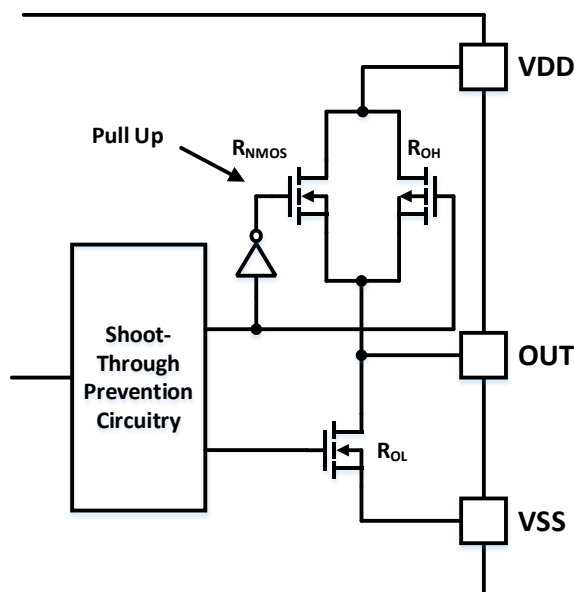 VDD
Pull Up
RNMOS
ROH
Shoot-
Through
Prevention
Circuitry
OUT
ROL
VSS